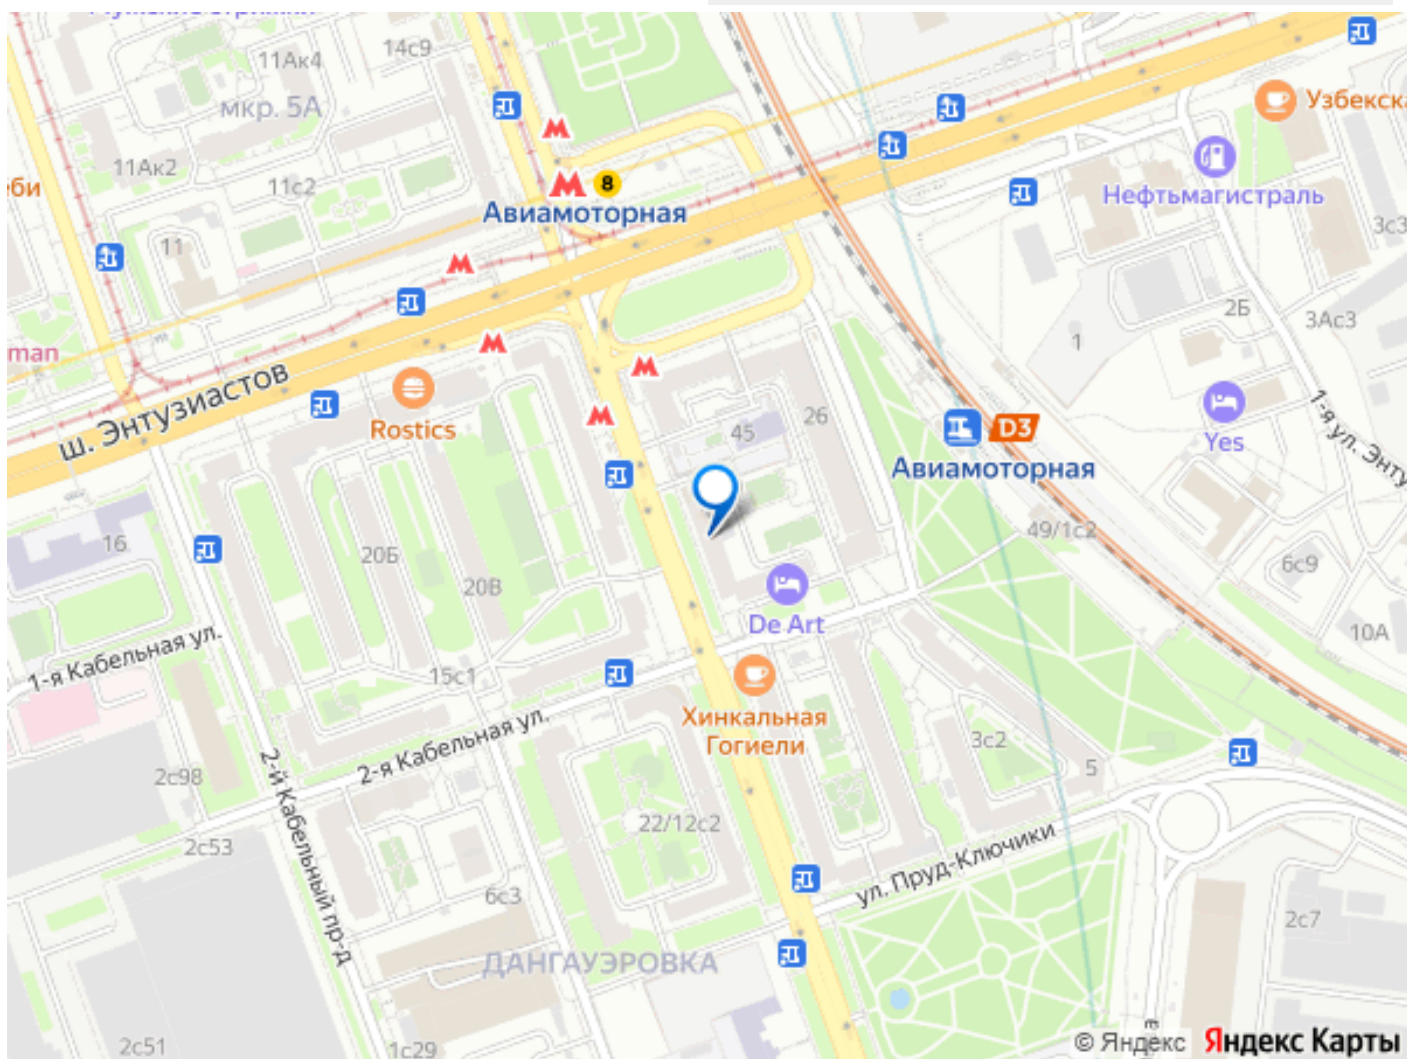 14с9
11Ак4
мкр. 5А
Узбекска
11Ак2
11с2
8
Авиамоторная
еби
Нефтьмагистраль
3с3
11
2Б
3Ас3
1
man
ш. Энтузиастов
Rostics
26
45
D3
Авиамоторная
Yes
1-я ул. Энту
49/1с2
16
20Б
20В
6с9
De Art
10А
1-я Кабельная ул.
15с1
Хинкальная
Гогиели
2-я Кабельная ул.
3с2
5
2с98
2-й Кабельный пр-д
22/12с2
2с53
ул. Пруд-Ключики
6с3
2с7
ДАНГАУЭРОВКА
2с51
1с29
© Яндекс
Яндекс Карты